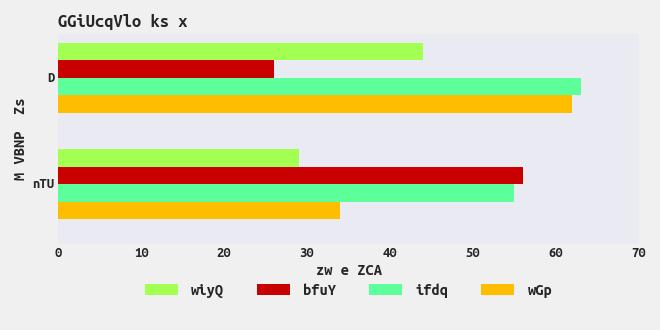 GGiUcqVlo ks x
M VBNP  Zs
D
nTU
0 10 20 30 40 50 60 70
zw e ZCA
wiyQ bfuY ifdq wGp